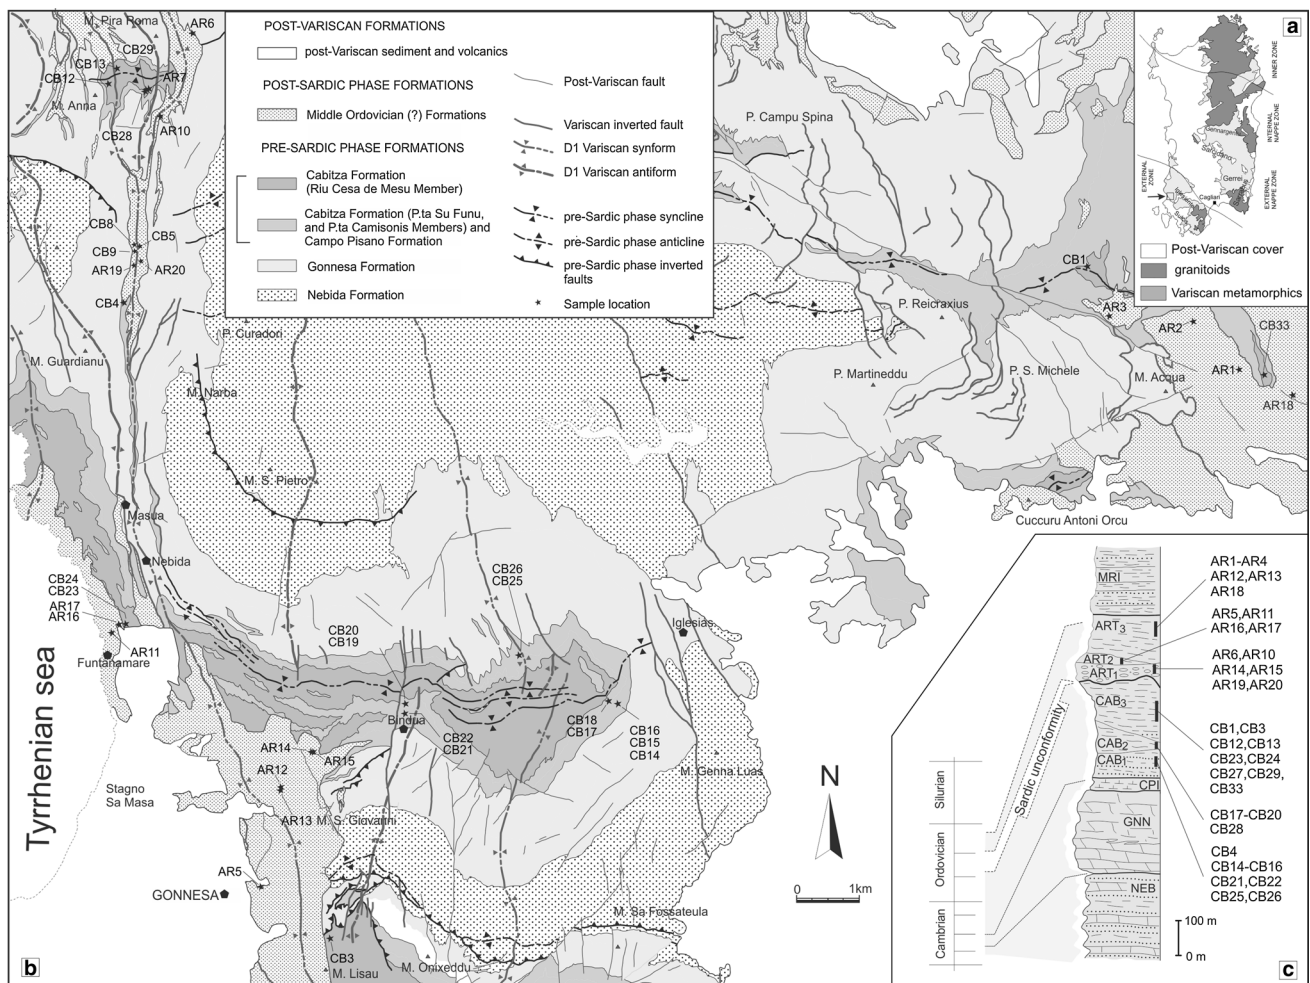 POST-VARISCAN FORMATIONS
post-Variscan sediment and volcanics
POST-SARDIC PHASE FORMATIONS
Middle Ordovician (?) Formations
PRE-SARDIC PHASE FORMATIONS
Cabitza Formation
(Riu Cesa de Mesu Member)
Cabitza Formation (P.ta Su Funu,
and P.ta Camisonis Members) and
Campo Pisano Formation
Gonnesa Formation
Nebida Formation
Post-Variscan fault
Variscan inverted fault
D1 Variscan synform
D1 Variscan antiform
pre-Sardic phase syncline
pre-Sardic phase anticline
pre-Sardic phase inverted
faults
Sample location
M. Pira Roma
AR6
CB29
CB13
CB12
AR7
M. Anna
CB28
AR10
CB8
CB5
CB9
AR19
AR20
CB4
P. Curadori
M. Guardianu
M. Narba
M. S. Pietro
Masua
Nebida
CB24
CB23
AR17
AR16
AR11
Funtanamare
Tyrrhenian sea
CB20
CB19
CB26
CB25
Iglesias
Bindua
CB22
CB21
CB18
CB17
CB16
CB15
CB14
M. Genna Luas
AR14
AR15
AR12
AR13
M. S. Giovanni
Stagno
Sa Masa
AR5
GONNESA
CB3
M. Lisau
M. Onixeddu
M. Sa Fossateula
N
0
1km
b
P. Campu Spina
CB1
AR3
P. Reicraxius
AR2
CB33
P. Martineddu
P. S. Michele
M. Acqua
AR1
AR18
Cuccuru Antoni Orcu
a
INNER ZONE
INTERNAL
NAPPE ZONE
EXTERNAL
NAPPE ZONE
EXTERNAL
ZONE
Gerrei
Cagliari
Post-Variscan cover
granitoids
Variscan metamorphics
MRI
ART3
ART2
ART1
CAB3
CAB2
CAB1
CPI
GNN
NEB
AR1-AR4
AR12,AR13
AR18
AR5,AR11
AR16,AR17
AR6,AR10
AR14,AR15
AR19,AR20
CB1,CB3
CB12,CB13
CB23,CB24
CB27,CB29,
CB33
CB17-CB20
CB28
CB4
CB14-CB16
CB21,CB22
CB25,CB26
Sardic unconformity
Silurian
Ordovician
Cambrian
100 m
0 m
c